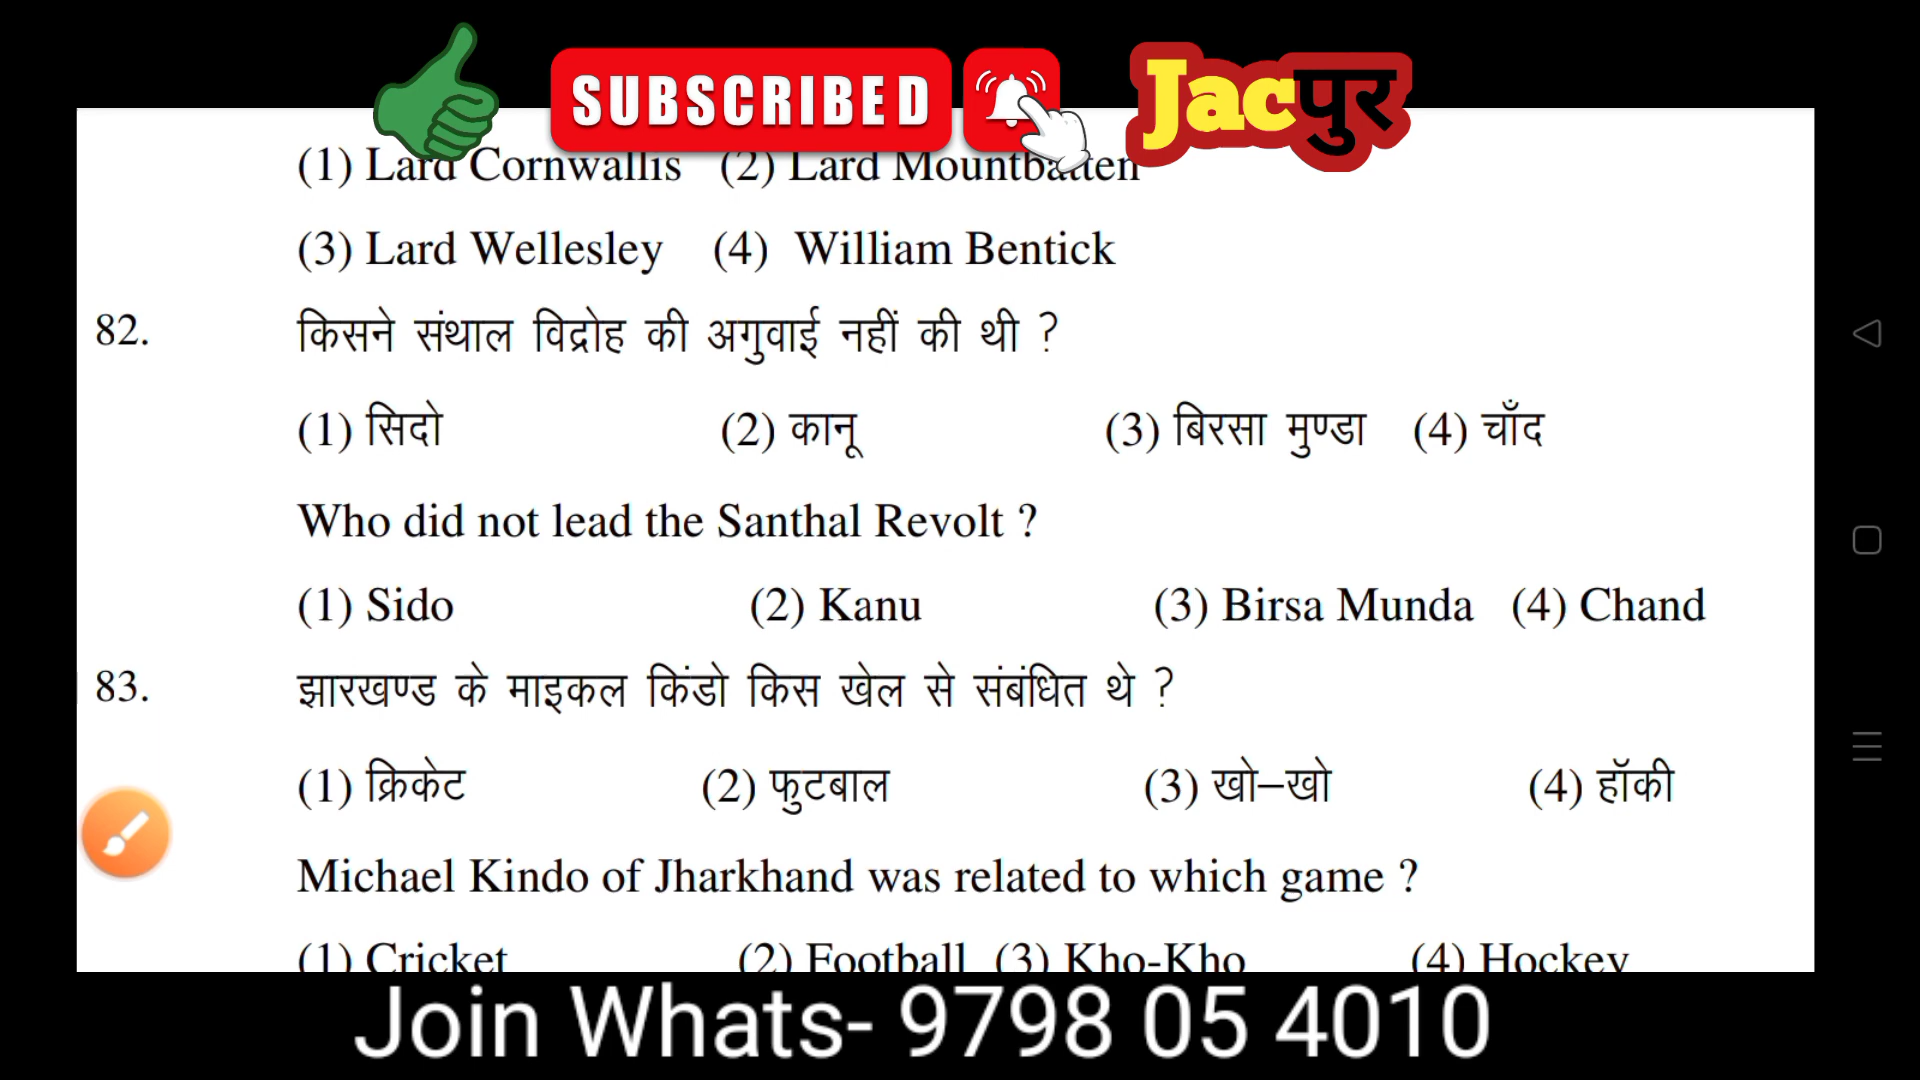 SUBSCRIBED Jacपुर
(1) Lard Cornwallis (2) Lard Mountbatten
(3) Lard Wellesley (4) William Bentick
82. किसने संथाल विद्रोह की अगुवाई नहीं की थी ?
(1) सिदो (2) कानू (3) बिरसा मुण्डा (4) चाँद
Who did not lead the Santhal Revolt ?
(1) Sido (2) Kanu (3) Birsa Munda (4) Chand
83. झारखण्ड के माइकल किंडो किस खेल से संबंधित थे ?
(1) क्रिकेट (2) फुटबाल (3) खो–खो (4) हॉकी
Michael Kindo of Jharkhand was related to which game ?
(1) Cricket (2) Football (3) Kho-Kho (4) Hockey
Join Whats- 9798 05 4010